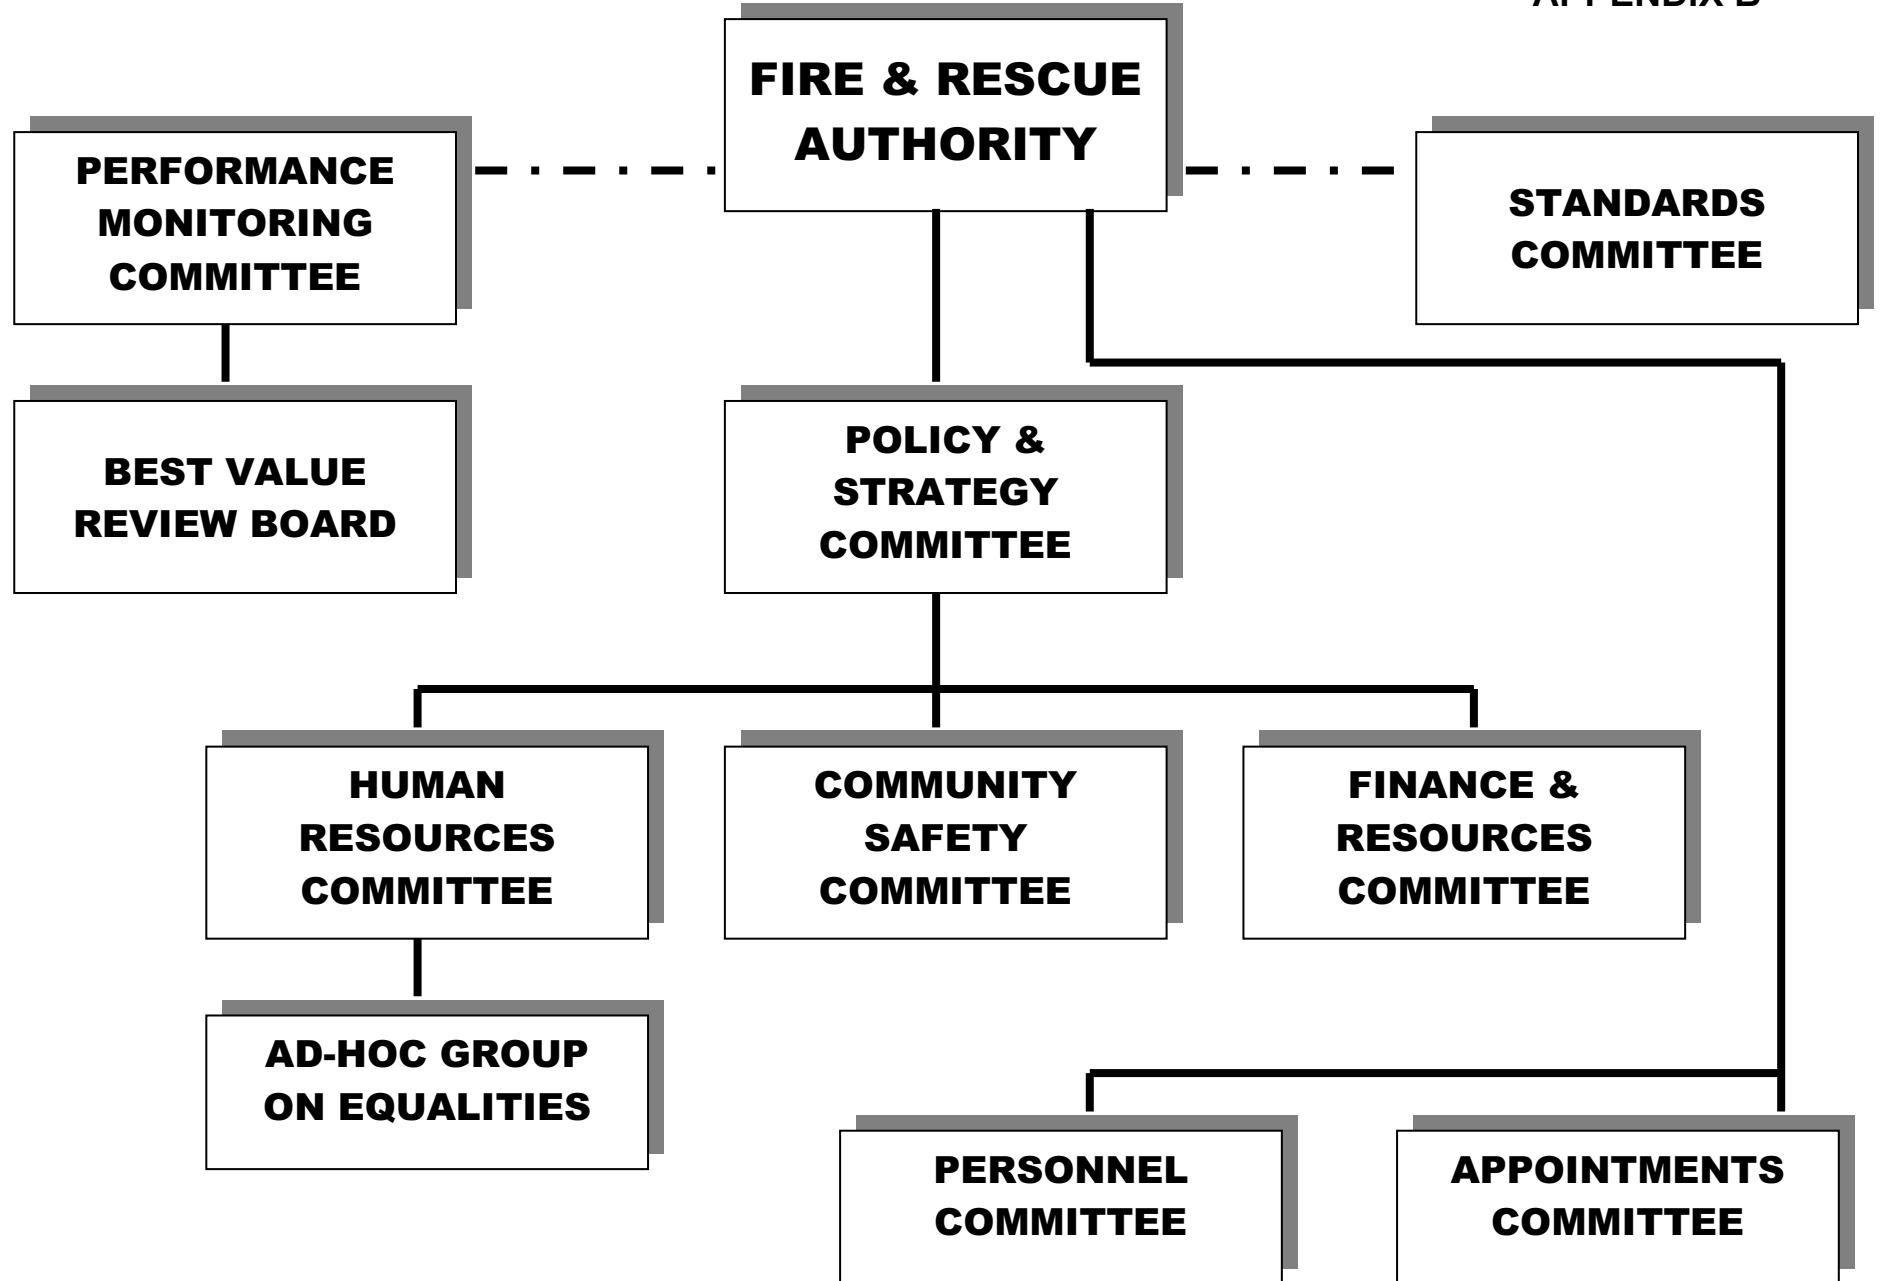 APPENDIX B
FIRE & RESCUE
AUTHORITY
PERFORMANCE
MONITORING
COMMITTEE
STANDARDS
COMMITTEE
BEST VALUE
REVIEW BOARD
POLICY &
STRATEGY
COMMITTEE
HUMAN
RESOURCES
COMMITTEE
COMMUNITY
SAFETY
COMMITTEE
FINANCE &
RESOURCES
COMMITTEE
AD-HOC GROUP
ON EQUALITIES
PERSONNEL
COMMITTEE
APPOINTMENTS
COMMITTEE